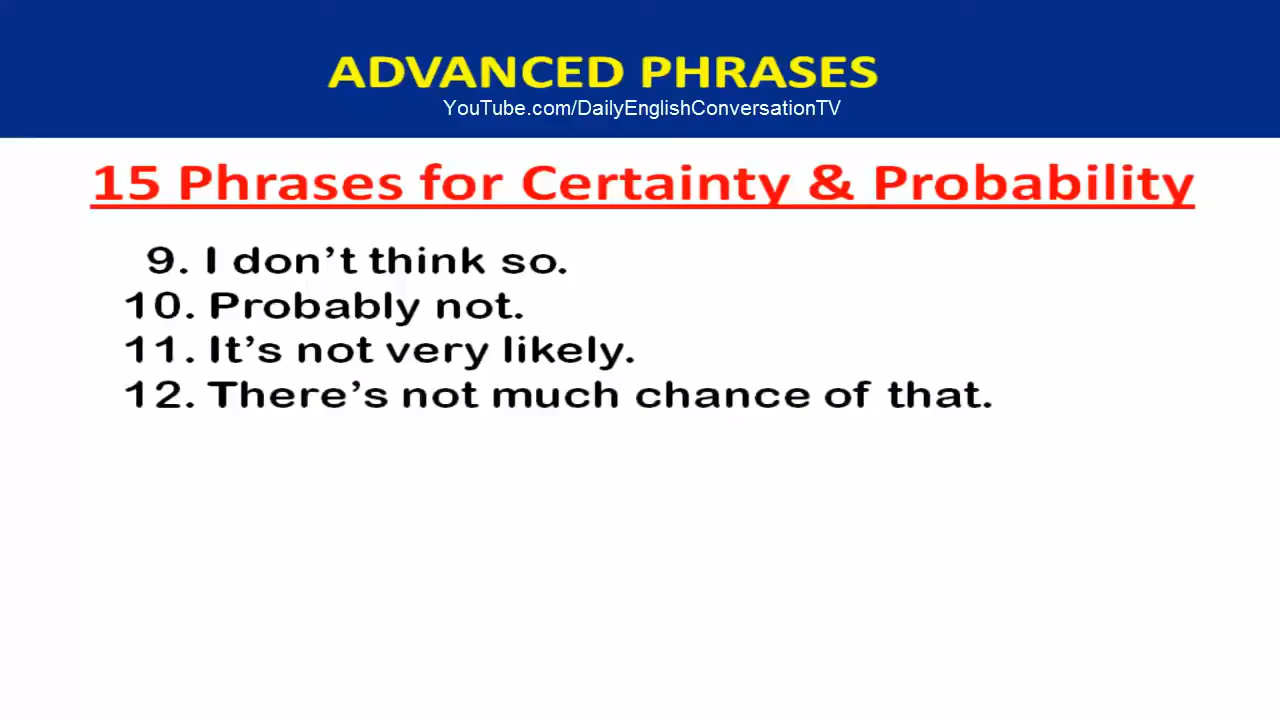 ADVANCED PHRASES
YouTube.com/DailyEnglishConversationTV
15 Phrases for Certainty & Probability
9. I don’t think so.
10. Probably not.
11. It’s not very likely.
12. There’s not much chance of that.